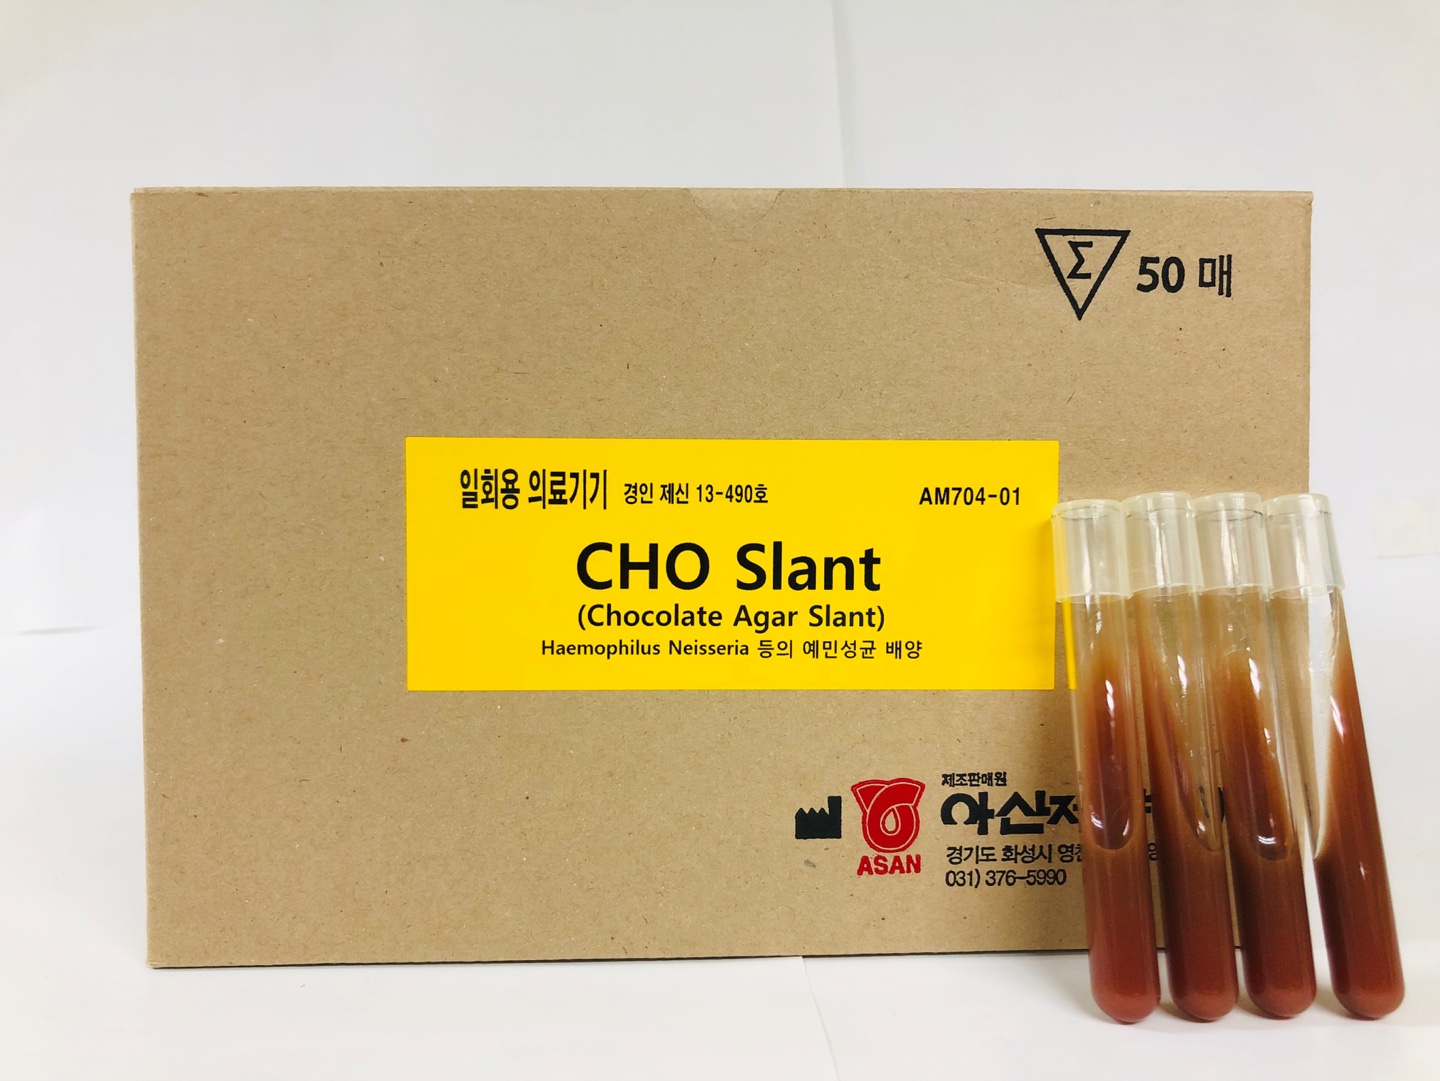 Σ 50 매
일회용 의료기기 경인 제신 13-490호 AM704-01
CHO Slant
(Chocolate Agar Slant)
Haemophilus Neisseria 등의 예민성균 배양
제조판매원
ASAN
경기도 화성시
031) 376-5990